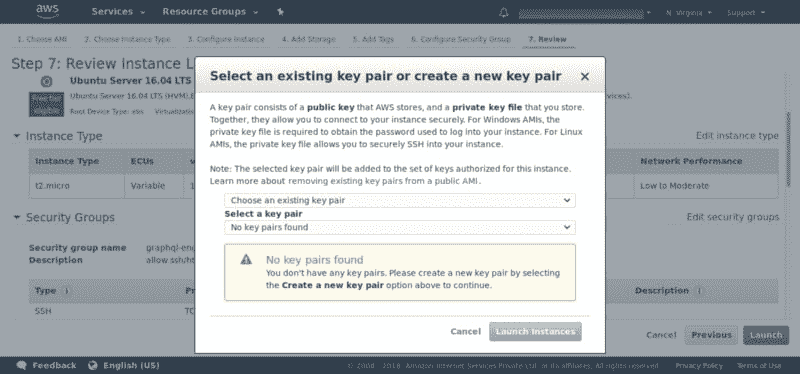 aws
Services
Resource Groups
N. Virginia
Support
1. Choose AMI 2. Choose Instance Type 3. Configure Instance 4. Add Storage 5. Add Tags 6. Configure Security Group 7. Review
Step 7: Review Instance L
Ubuntu Server 16.04 LTS
Ubuntu Server 16.04 LTS (HVM),E
vices).
Root Device Type: ebs Virtualizati
Instance Type
Edit instance type
Instance Type ECUs v
Network Performance
t2.micro Variable 1
Low to Moderate
Security Groups
Edit security groups
Security group name graphql-en
Description allow ssh/ht
Type Pr
Description
SSH TC
Select an existing key pair or create a new key pair
A key pair consists of a public key that AWS stores, and a private key file that you store.
Together, they allow you to connect to your instance securely. For Windows AMIs, the
private key file is required to obtain the password used to log into your instance. For Linux
AMIs, the private key file allows you to securely SSH into your instance.
Note: The selected key pair will be added to the set of keys authorized for this instance.
Learn more about removing existing key pairs from a public AMI.
Choose an existing key pair
Select a key pair
No key pairs found
No key pairs found
You don't have any key pairs. Please create a new key pair by selecting
the Create a new key pair option above to continue.
Cancel Launch Instances
Cancel Previous Launch
Feedback English (US)
© 2008 - 2018, Amazon Internet Services Private Ltd. or its affiliates. All rights reserved. Privacy Policy Terms of Use